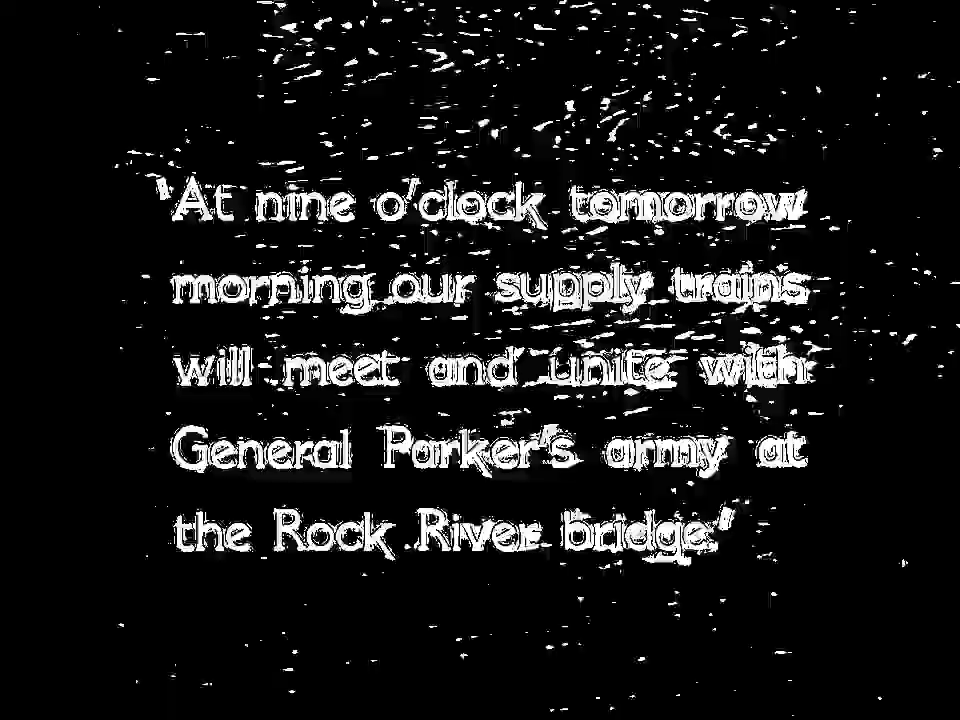 "At nine o'clock tomorrow
morning our supply trains
will meet and unite with
General Parker's army at
the Rock River bridge."